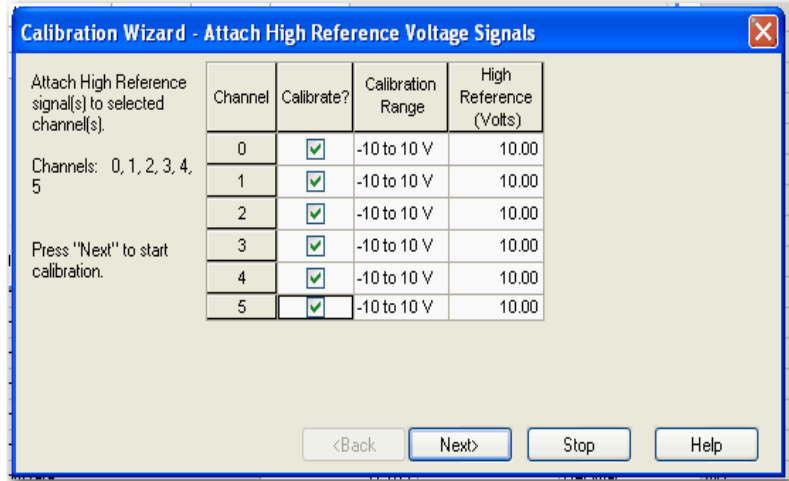 Calibration Wizard - Attach High Reference Voltage Signals
Attach High Reference
signal(s) to selected
channel(s).
Channels: 0, 1, 2, 3, 4,
5
Press "Next" to start
calibration.
Channel Calibrate? Calibration Range High Reference (Volts)
0 -10 to 10 V 10.00
1 -10 to 10 V 10.00
2 -10 to 10 V 10.00
3 -10 to 10 V 10.00
4 -10 to 10 V 10.00
5 -10 to 10 V 10.00
<Back Next> Stop Help